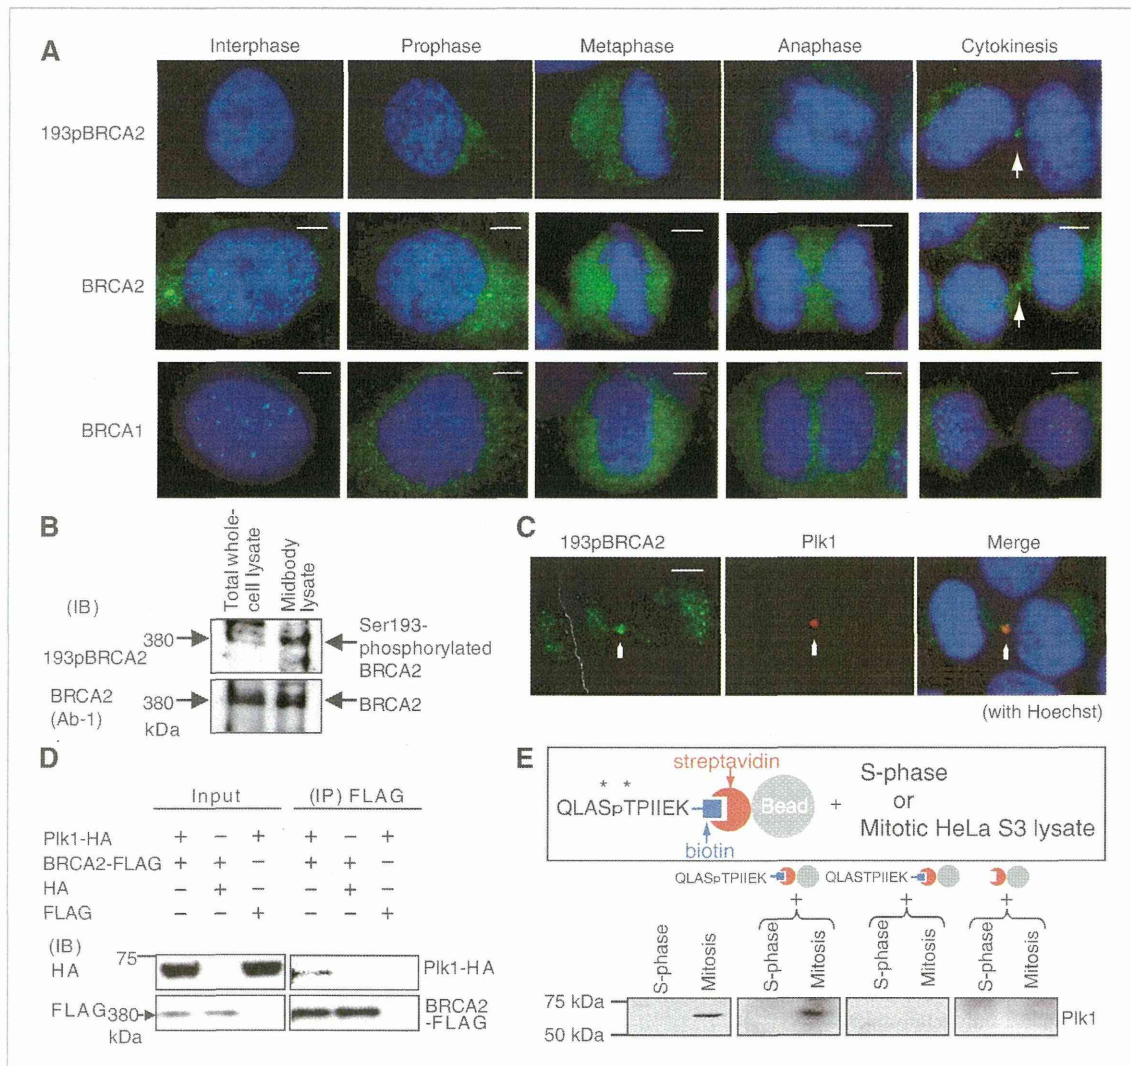 A
Interphase Prophase Metaphase Anaphase Cytokinesis
193pBRCA2
BRCA2
BRCA1
B
Total whole-
cell lysate
Midbody
lysate
(IB)
193pBRCA2
380
Ser193-
phosphorylated
BRCA2
BRCA2
(Ab-1)
380
kDa
BRCA2
C
193pBRCA2 Plk1 Merge
(with Hoechst)
D
Input (IP) FLAG
Plk1-HA + − + + − +
BRCA2-FLAG + + − + + −
HA − + − − + −
FLAG − − + − − +
(IB)
HA
75
Plk1-HA
FLAG
380
kDa
BRCA2
-FLAG
E
streptavidin
* *
QLASpTPIIEK
Bead
biotin
+
S-phase
or
Mitotic HeLa S3 lysate
QLASpTPIIEK QLASTPIIEK
+ + +
S-phase Mitosis S-phase Mitosis S-phase Mitosis S-phase Mitosis
75 kDa
50 kDa
Plk1